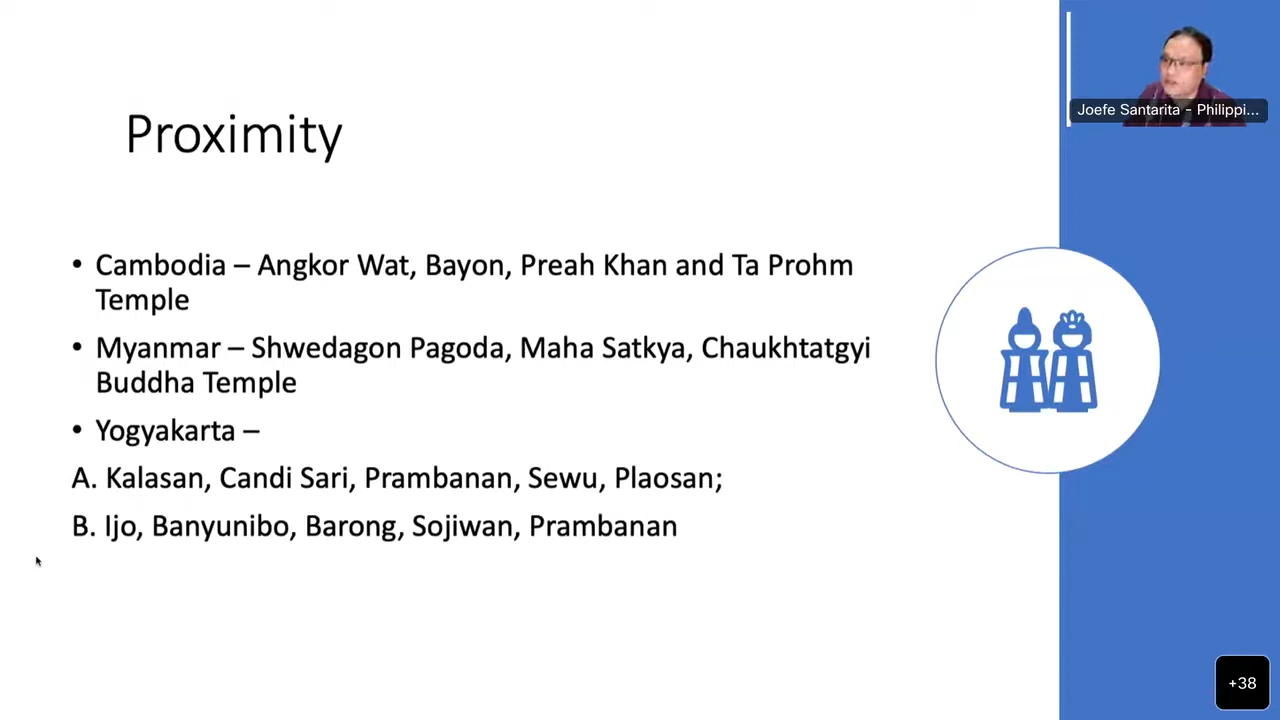 Joefe Santarita - Philippi...
Proximity
• Cambodia – Angkor Wat, Bayon, Preah Khan and Ta Prohm
Temple
• Myanmar – Shwedagon Pagoda, Maha Satkya, Chaukhtatgyi
Buddha Temple
• Yogyakarta –
A. Kalasan, Candi Sari, Prambanan, Sewu, Plaosan;
B. Ijo, Banyunibo, Barong, Sojiwan, Prambanan
+38